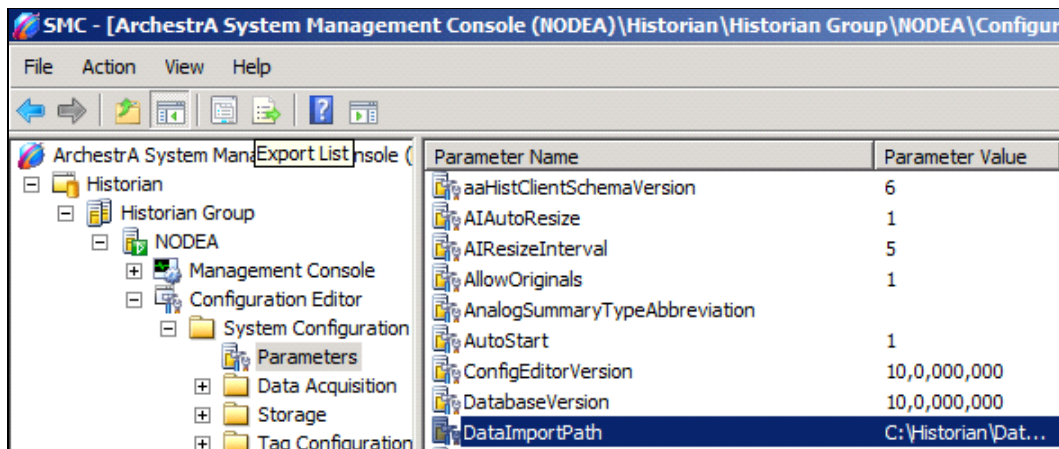 SMC - [ArchestrA System Management Console (NODEA)\Historian\Historian Group\NODEA\Configur
File Action View Help
Export List
ArchestrA System Mana nsole (
Historian
Historian Group
NODEA
Management Console
Configuration Editor
System Configuration
Parameters
Data Acquisition
Storage
Tag Configuration
Parameter Name Parameter Value
aaHistClientSchemaVersion 6
AIAutoResize 1
AIResizeInterval 5
AllowOriginals 1
AnalogSummaryTypeAbbreviation
AutoStart 1
ConfigEditorVersion 10,0,000,000
DatabaseVersion 10,0,000,000
DataImportPath C:\Historian\Dat...